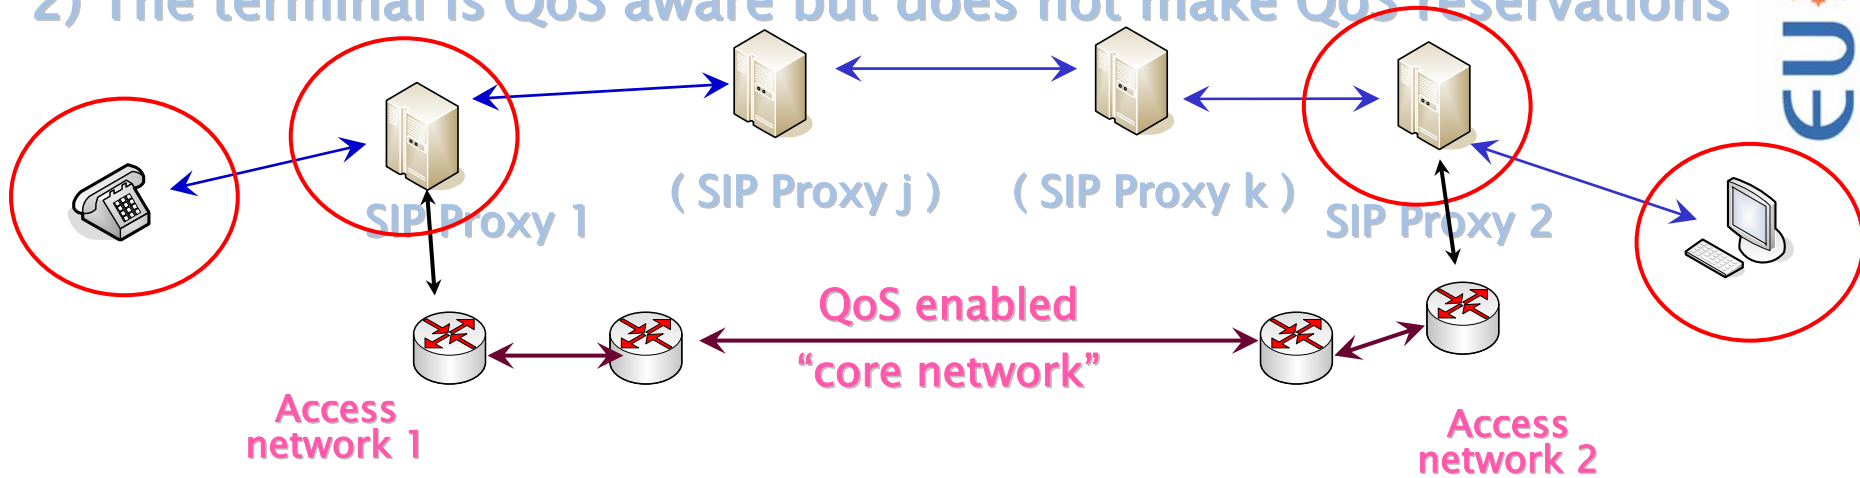 2) The terminal is QoS aware but does not make QoS reservations
EU
( SIP Proxy j )
( SIP Proxy k )
SIP Proxy 1
SIP Proxy 2
QoS enabled
“core network”
Access
network 1
Access
network 2